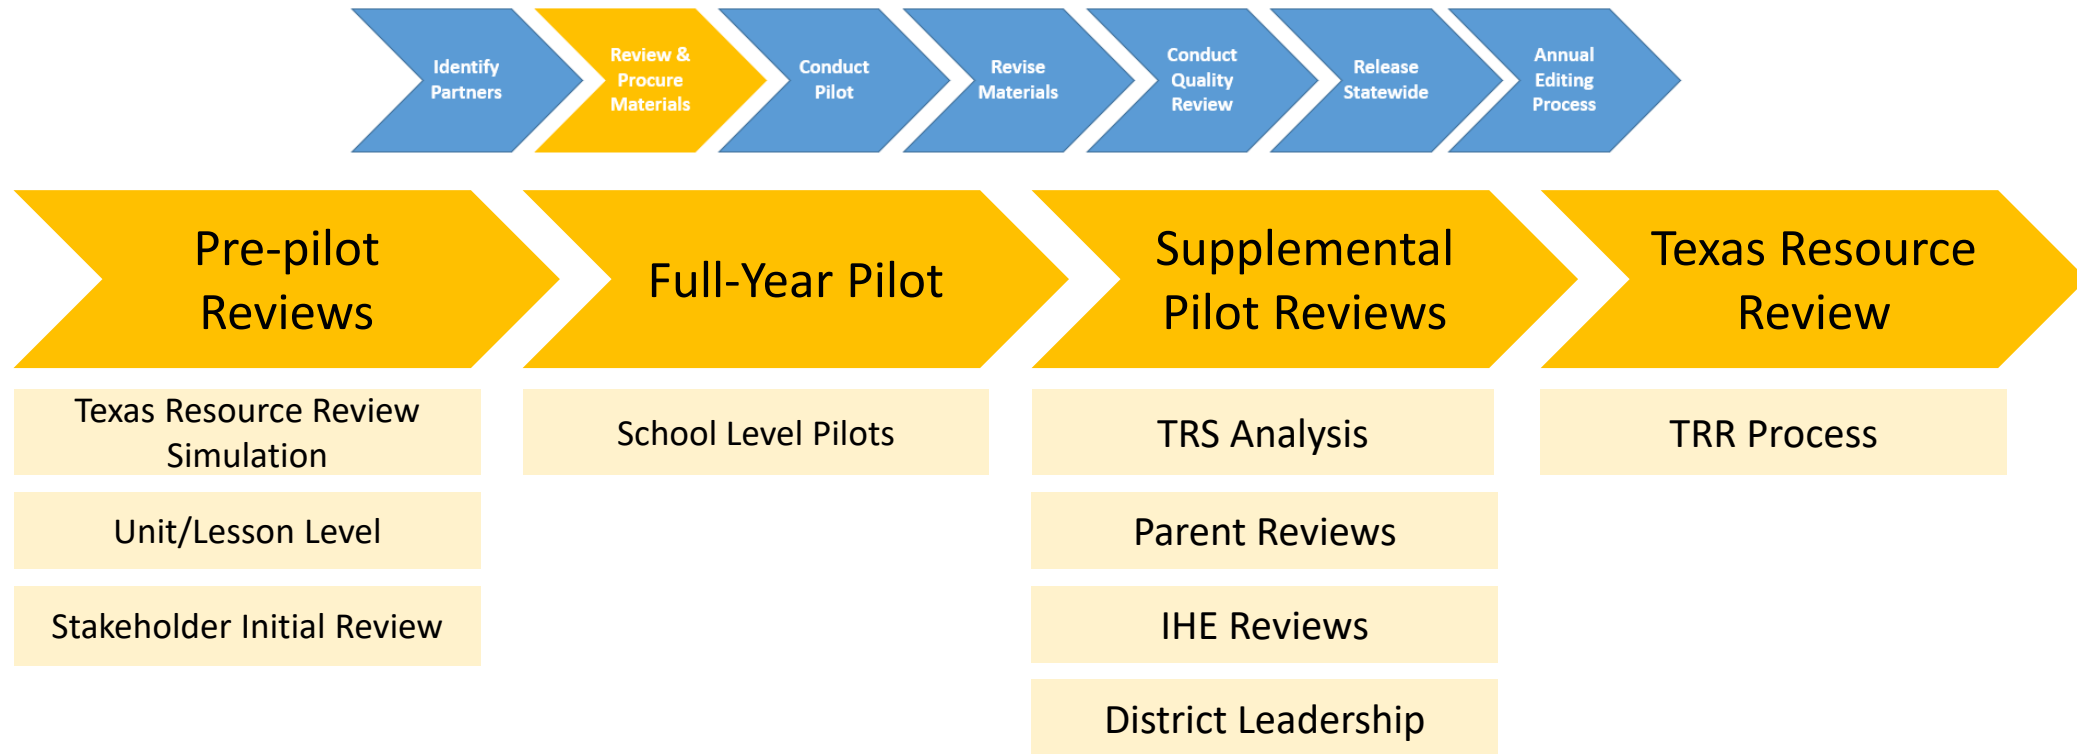 Identify
Partners
Review &
Procure
Materials
Conduct
Pilot
Revise
Materials
Conduct
Quality
Review
Release
Statewide
Annual
Editing
Process
Pre-pilot
Reviews
Full-Year Pilot
Supplemental
Pilot Reviews
Texas Resource
Review
Texas Resource Review
Simulation
Unit/Lesson Level
Stakeholder Initial Review
School Level Pilots
TRS Analysis
Parent Reviews
IHE Reviews
District Leadership
TRR Process